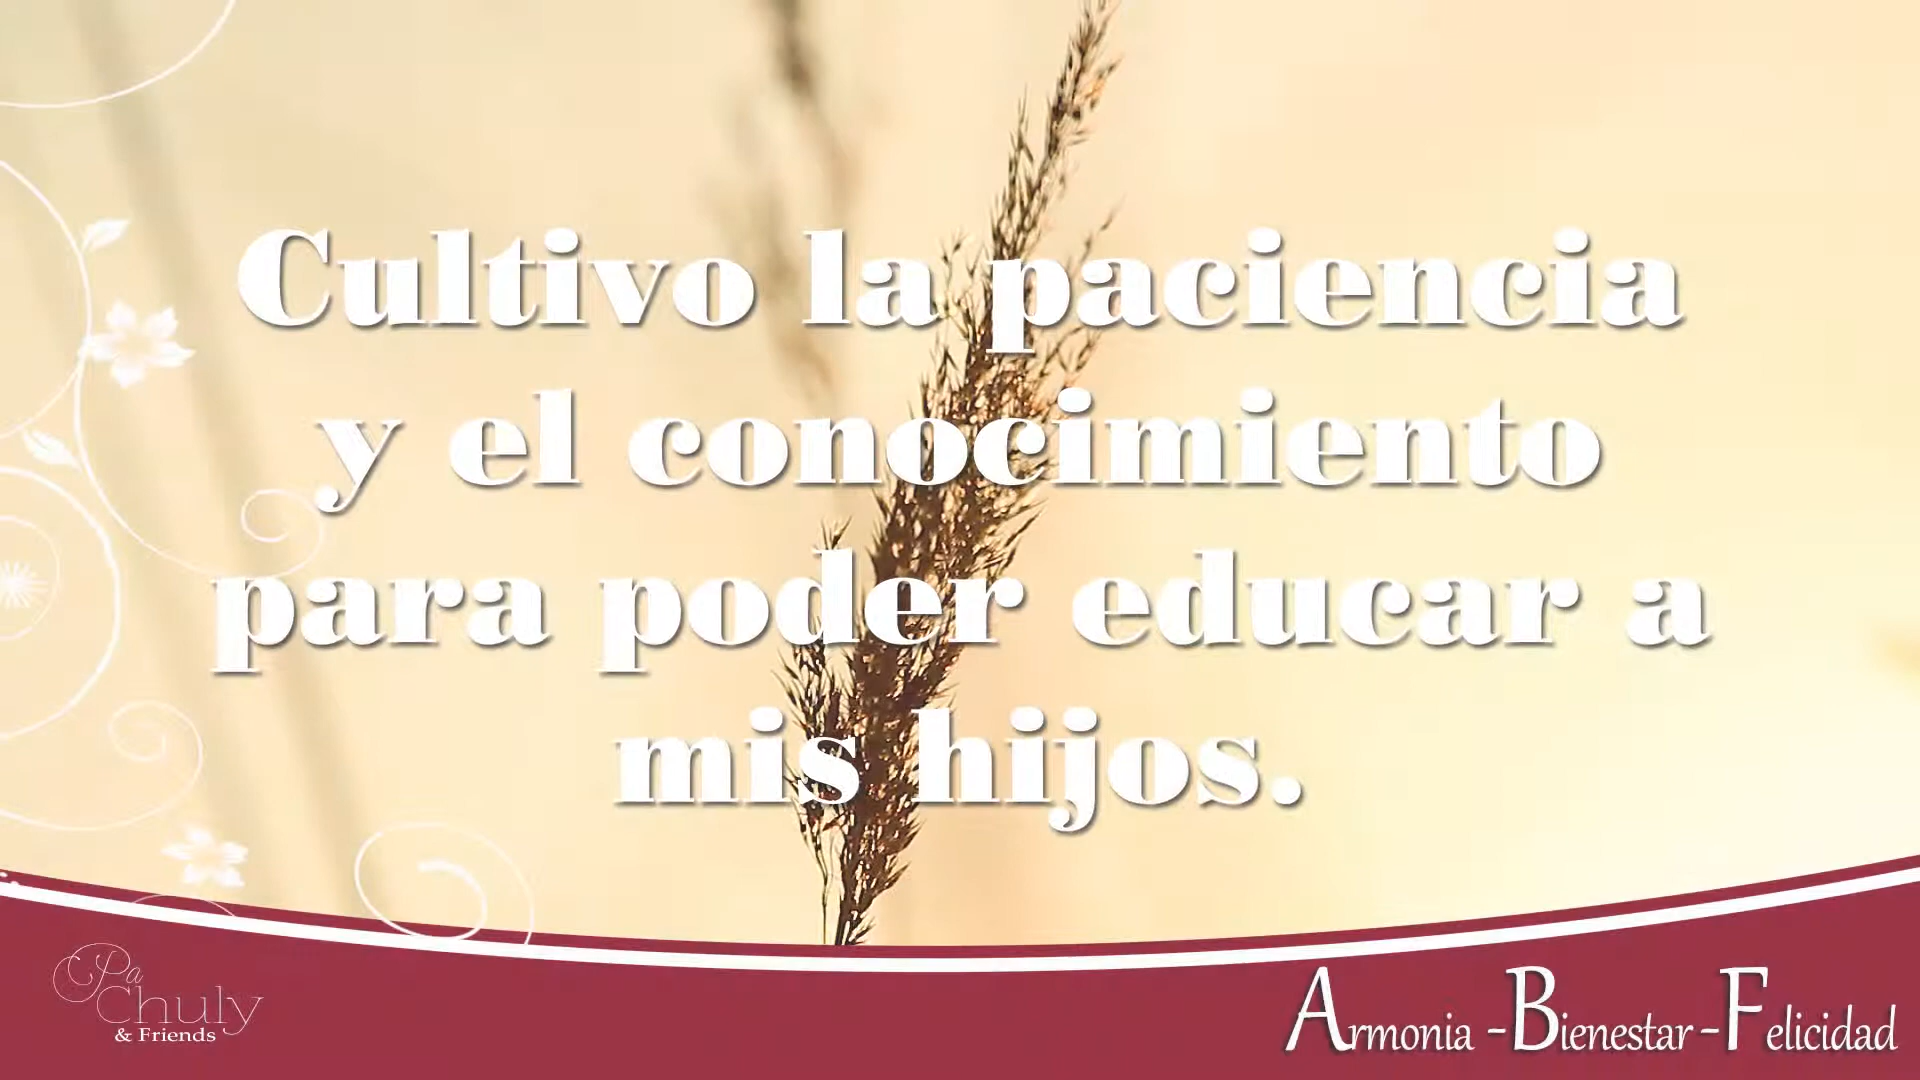 Cultivo la paciencia
y el conocimiento
para poder educar a
mis hijos.
Pa
Chuly
& Friends
Armonia - Bienestar - Felicidad